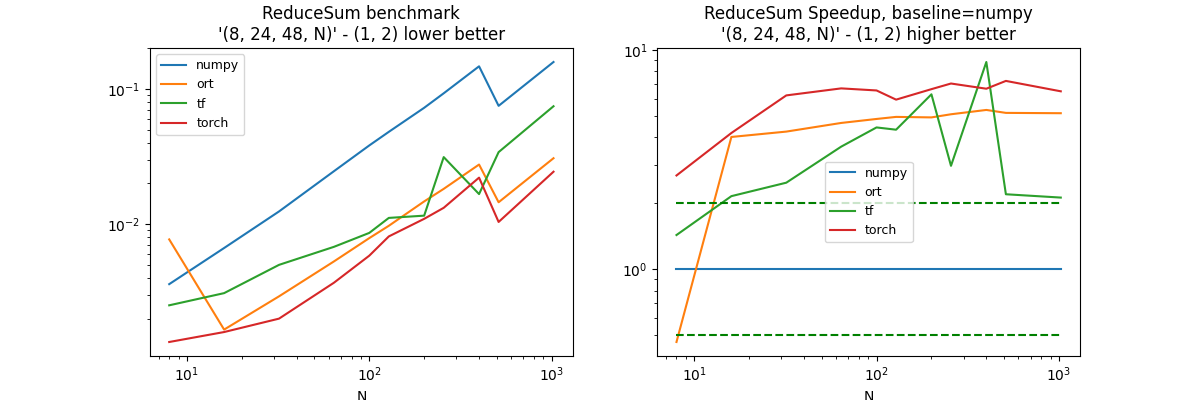 ReduceSum benchmark
'(8, 24, 48, N)' - (1, 2) lower better
numpy
ort
tf
torch
10⁻¹
10⁻²
10¹
10²
10³
N
ReduceSum Speedup, baseline=numpy
'(8, 24, 48, N)' - (1, 2) higher better
10¹
10⁰
numpy
ort
tf
torch
10¹
10²
10³
N